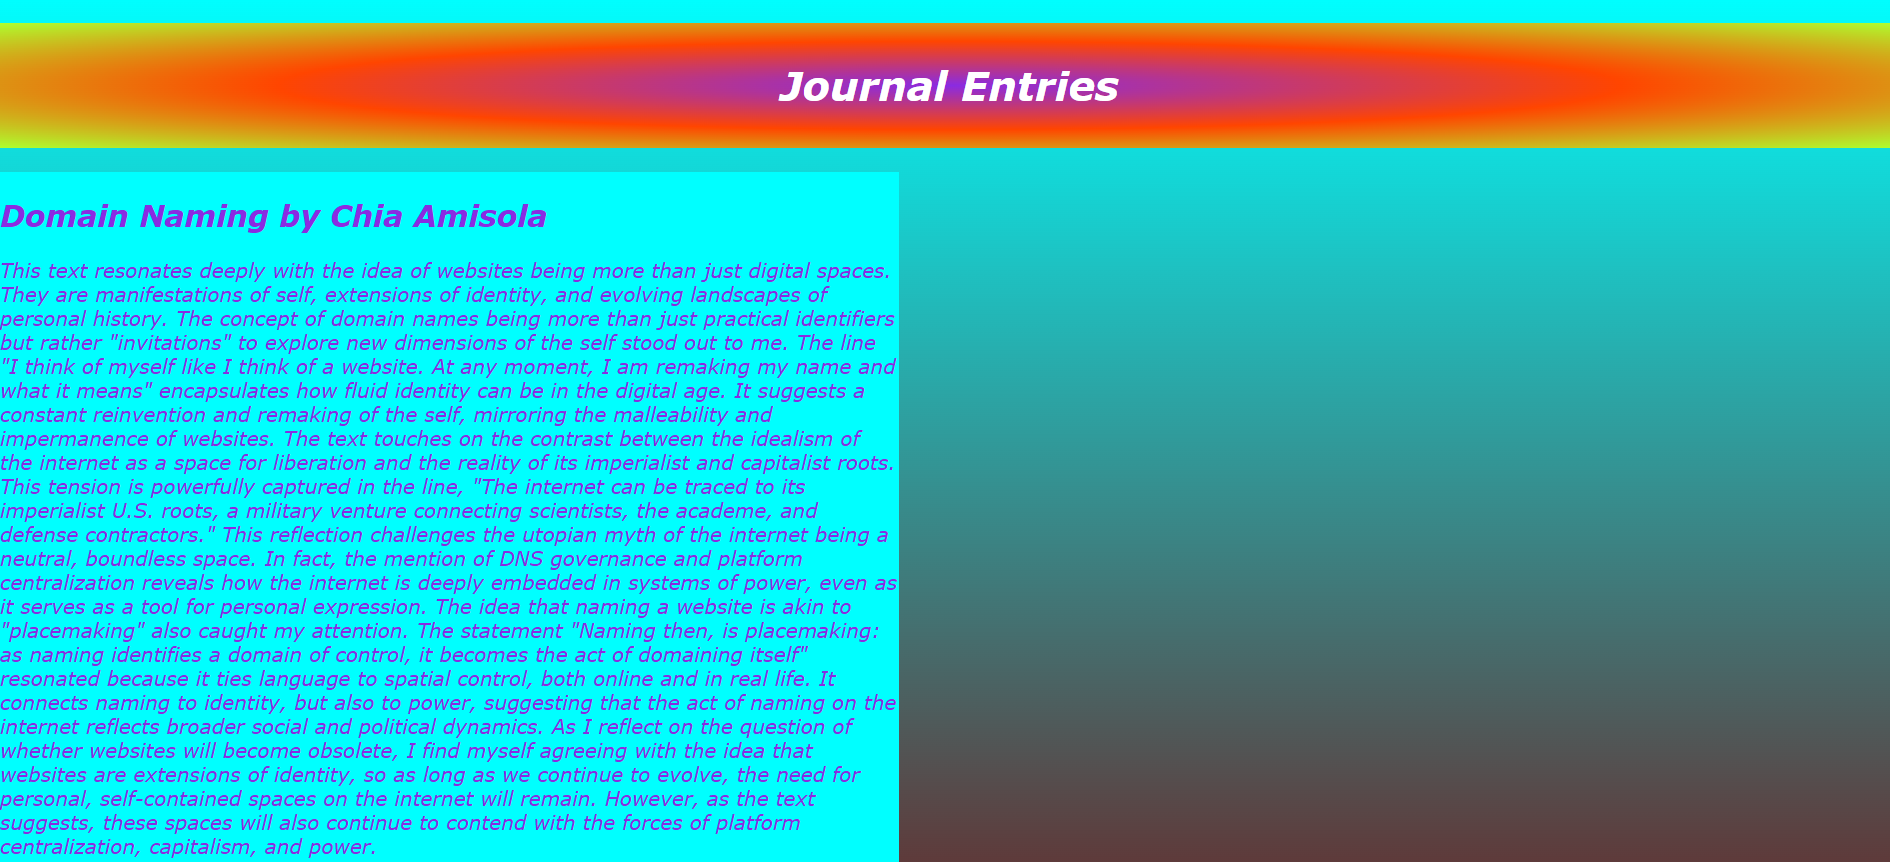 Journal Entries
Domain Naming by Chia Amisola
This text resonates deeply with the idea of websites being more than just digital spaces.
They are manifestations of self, extensions of identity, and evolving landscapes of
personal history. The concept of domain names being more than just practical identifiers
but rather "invitations" to explore new dimensions of the self stood out to me. The line
"I think of myself like I think of a website. At any moment, I am remaking my name and
what it means" encapsulates how fluid identity can be in the digital age. It suggests a
constant reinvention and remaking of the self, mirroring the malleability and
impermanence of websites. The text touches on the contrast between the idealism of
the internet as a space for liberation and the reality of its imperialist and capitalist roots.
This tension is powerfully captured in the line, "The internet can be traced to its
imperialist U.S. roots, a military venture connecting scientists, the academe, and
defense contractors." This reflection challenges the utopian myth of the internet being a
neutral, boundless space. In fact, the mention of DNS governance and platform
centralization reveals how the internet is deeply embedded in systems of power, even as
it serves as a tool for personal expression. The idea that naming a website is akin to
"placemaking" also caught my attention. The statement "Naming then, is placemaking:
as naming identifies a domain of control, it becomes the act of domaining itself"
resonated because it ties language to spatial control, both online and in real life. It
connects naming to identity, but also to power, suggesting that the act of naming on the
internet reflects broader social and political dynamics. As I reflect on the question of
whether websites will become obsolete, I find myself agreeing with the idea that
websites are extensions of identity, so as long as we continue to evolve, the need for
personal, self-contained spaces on the internet will remain. However, as the text
suggests, these spaces will also continue to contend with the forces of platform
centralization, capitalism, and power.